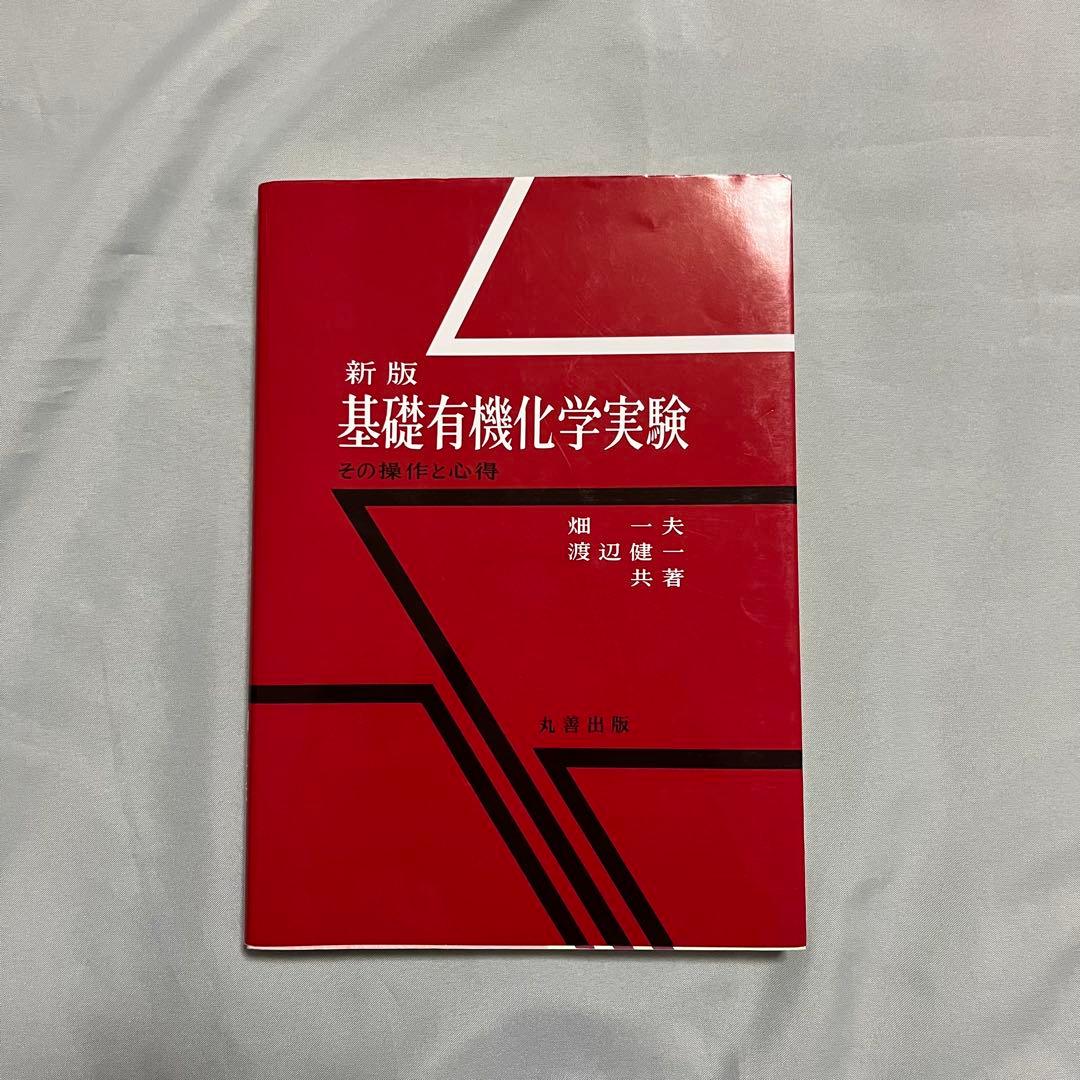 新版
基礎有機化学実験
その操作と心得
畑 一夫
渡辺健一
共著
丸善出版